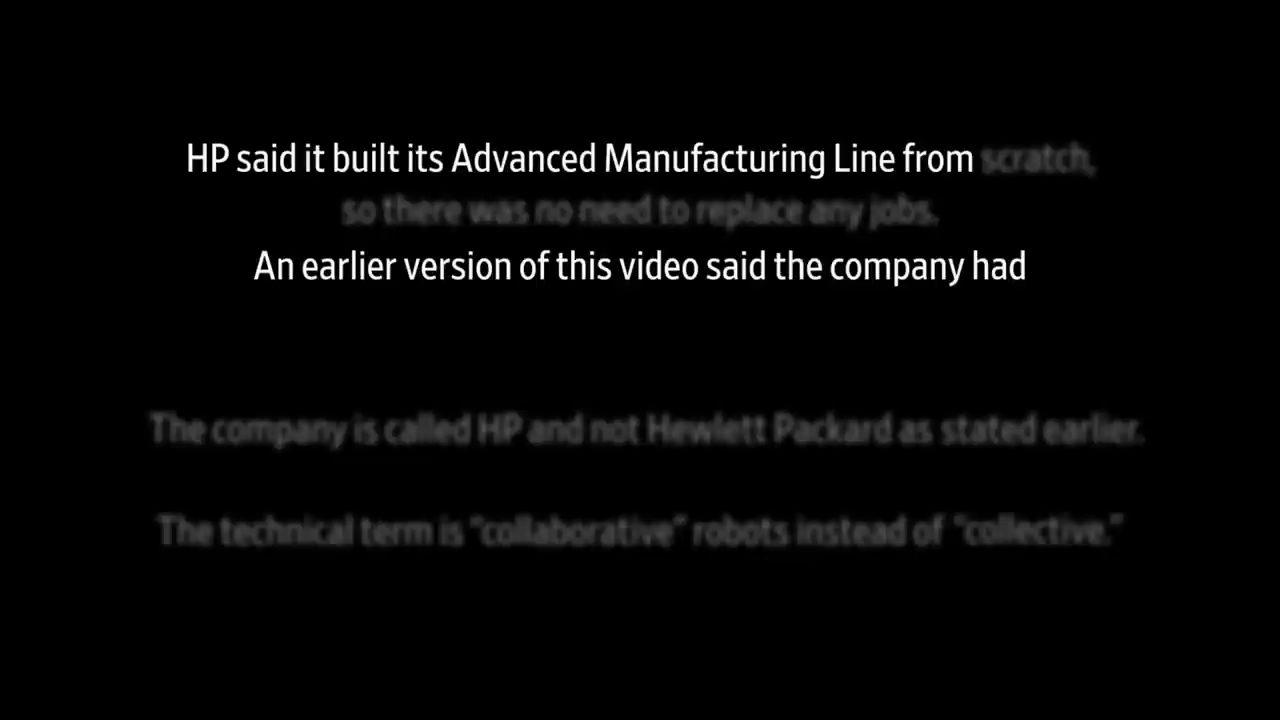 HP said it built its Advanced Manufacturing Line from scratch,
so there was no need to replace any jobs.
An earlier version of this video said the company had
The company is called HP and not Hewlett Packard as stated earlier.
The technical term is "collaborative" robots instead of "collective."